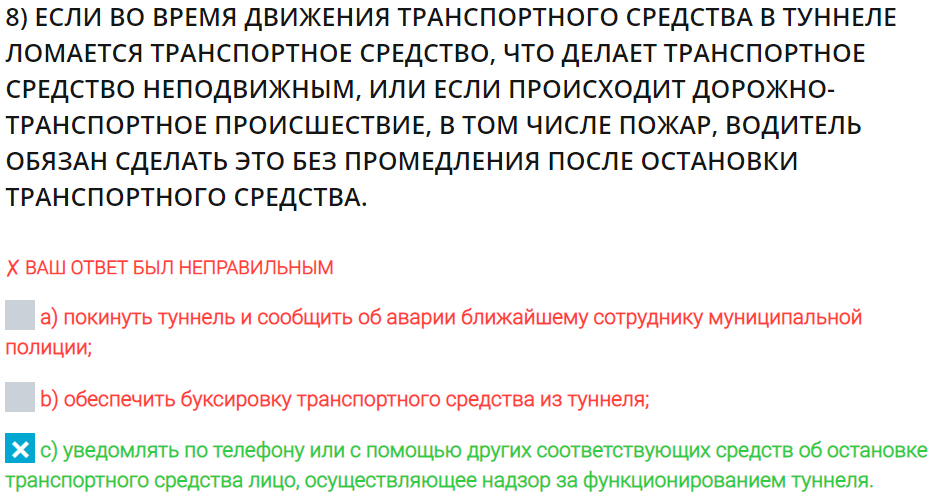 8) ЕСЛИ ВО ВРЕМЯ ДВИЖЕНИЯ ТРАНСПОРТНОГО СРЕДСТВА В ТУННЕЛЕ
ЛОМАЕТСЯ ТРАНСПОРТНОЕ СРЕДСТВО, ЧТО ДЕЛАЕТ ТРАНСПОРТНОЕ
СРЕДСТВО НЕПОДВИЖНЫМ, ИЛИ ЕСЛИ ПРОИСХОДИТ ДОРОЖНО-
ТРАНСПОРТНОЕ ПРОИСШЕСТВИЕ, В ТОМ ЧИСЛЕ ПОЖАР, ВОДИТЕЛЬ
ОБЯЗАН СДЕЛАТЬ ЭТО БЕЗ ПРОМЕДЛЕНИЯ ПОСЛЕ ОСТАНОВКИ
ТРАНСПОРТНОГО СРЕДСТВА.
✗ ВАШ ОТВЕТ БЫЛ НЕПРАВИЛЬНЫМ
a) покинуть туннель и сообщить об аварии ближайшему сотруднику муниципальной
полиции;
b) обеспечить буксировку транспортного средства из туннеля;
c) уведомлять по телефону или с помощью других соответствующих средств об остановке
транспортного средства лицо, осуществляющее надзор за функционированием туннеля.